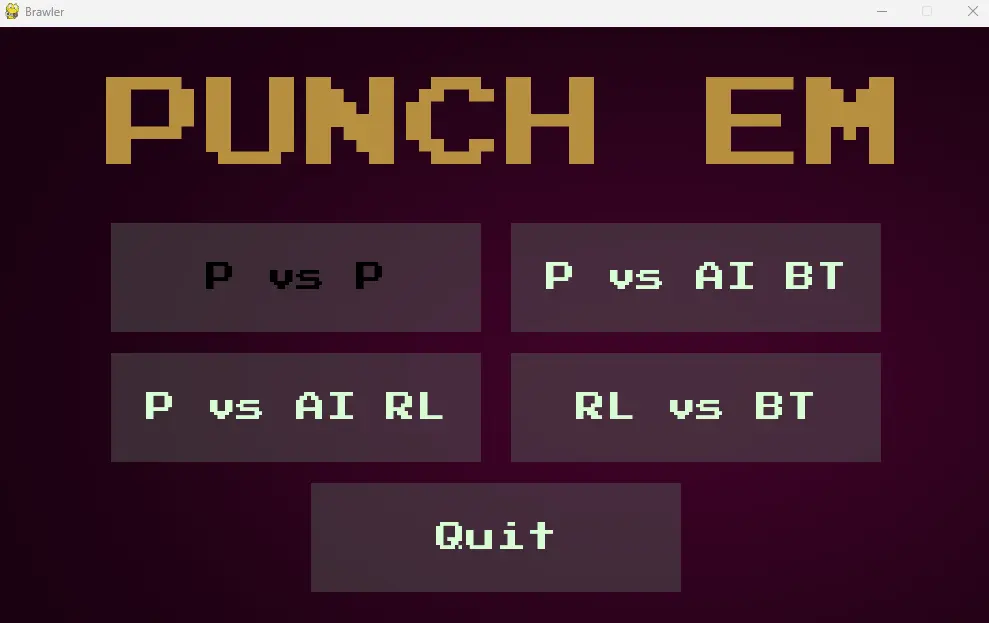 Brawler
PUNCH EM
P vs P
P vs AI BT
P vs AI RL
RL vs BT
Quit